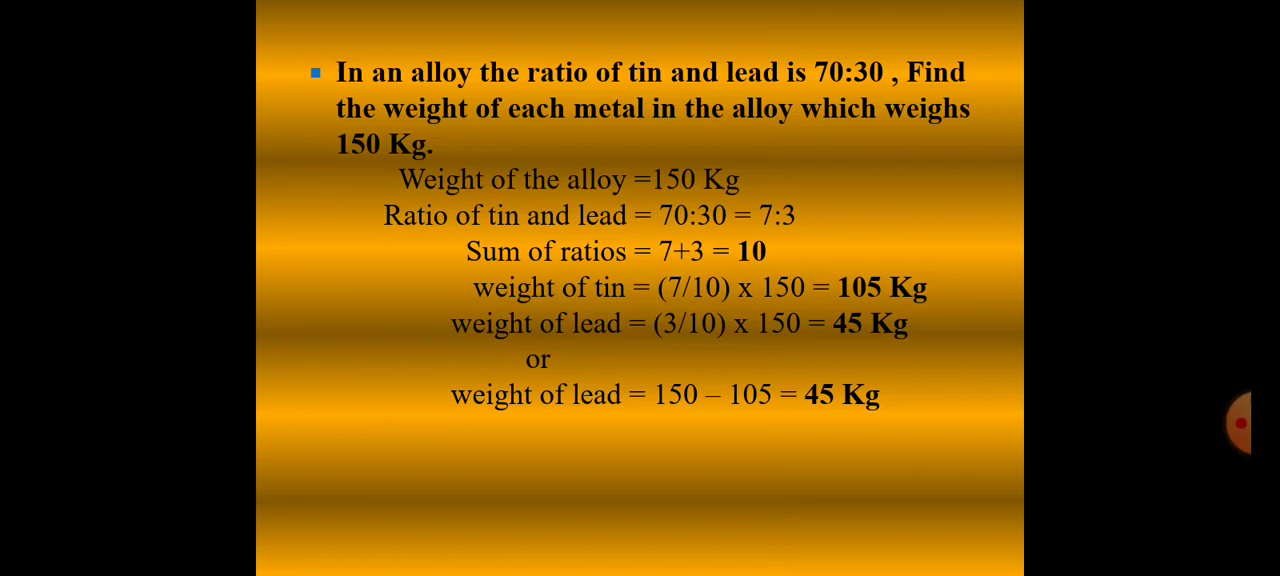 In an alloy the ratio of tin and lead is 70:30 , Find
the weight of each metal in the alloy which weighs
150 Kg.
Weight of the alloy =150 Kg
Ratio of tin and lead = 70:30 = 7:3
Sum of ratios = 7+3 = 10
weight of tin = (7/10) x 150 = 105 Kg
weight of lead = (3/10) x 150 = 45 Kg
or
weight of lead = 150 – 105 = 45 Kg